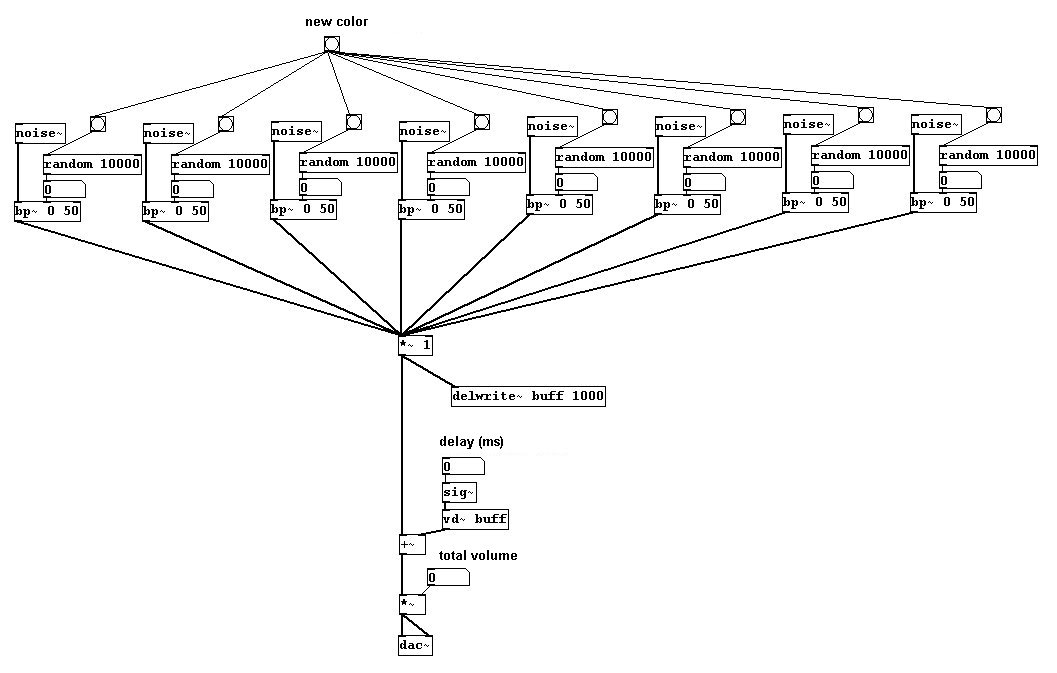 new color
noise~ noise~ noise~ noise~ noise~ noise~ noise~ noise~
random 10000 random 10000 random 10000 random 10000 random 10000 random 10000 random 10000 random 10000
0 0 0 0 0 0 0 0
bp~ 0 50 bp~ 0 50 bp~ 0 50 bp~ 0 50 bp~ 0 50 bp~ 0 50 bp~ 0 50 bp~ 0 50
*~ 1
delwrite~ buff 1000
delay (ms)
0
sig~
vd~ buff
+~
total volume
0
*~
dac~